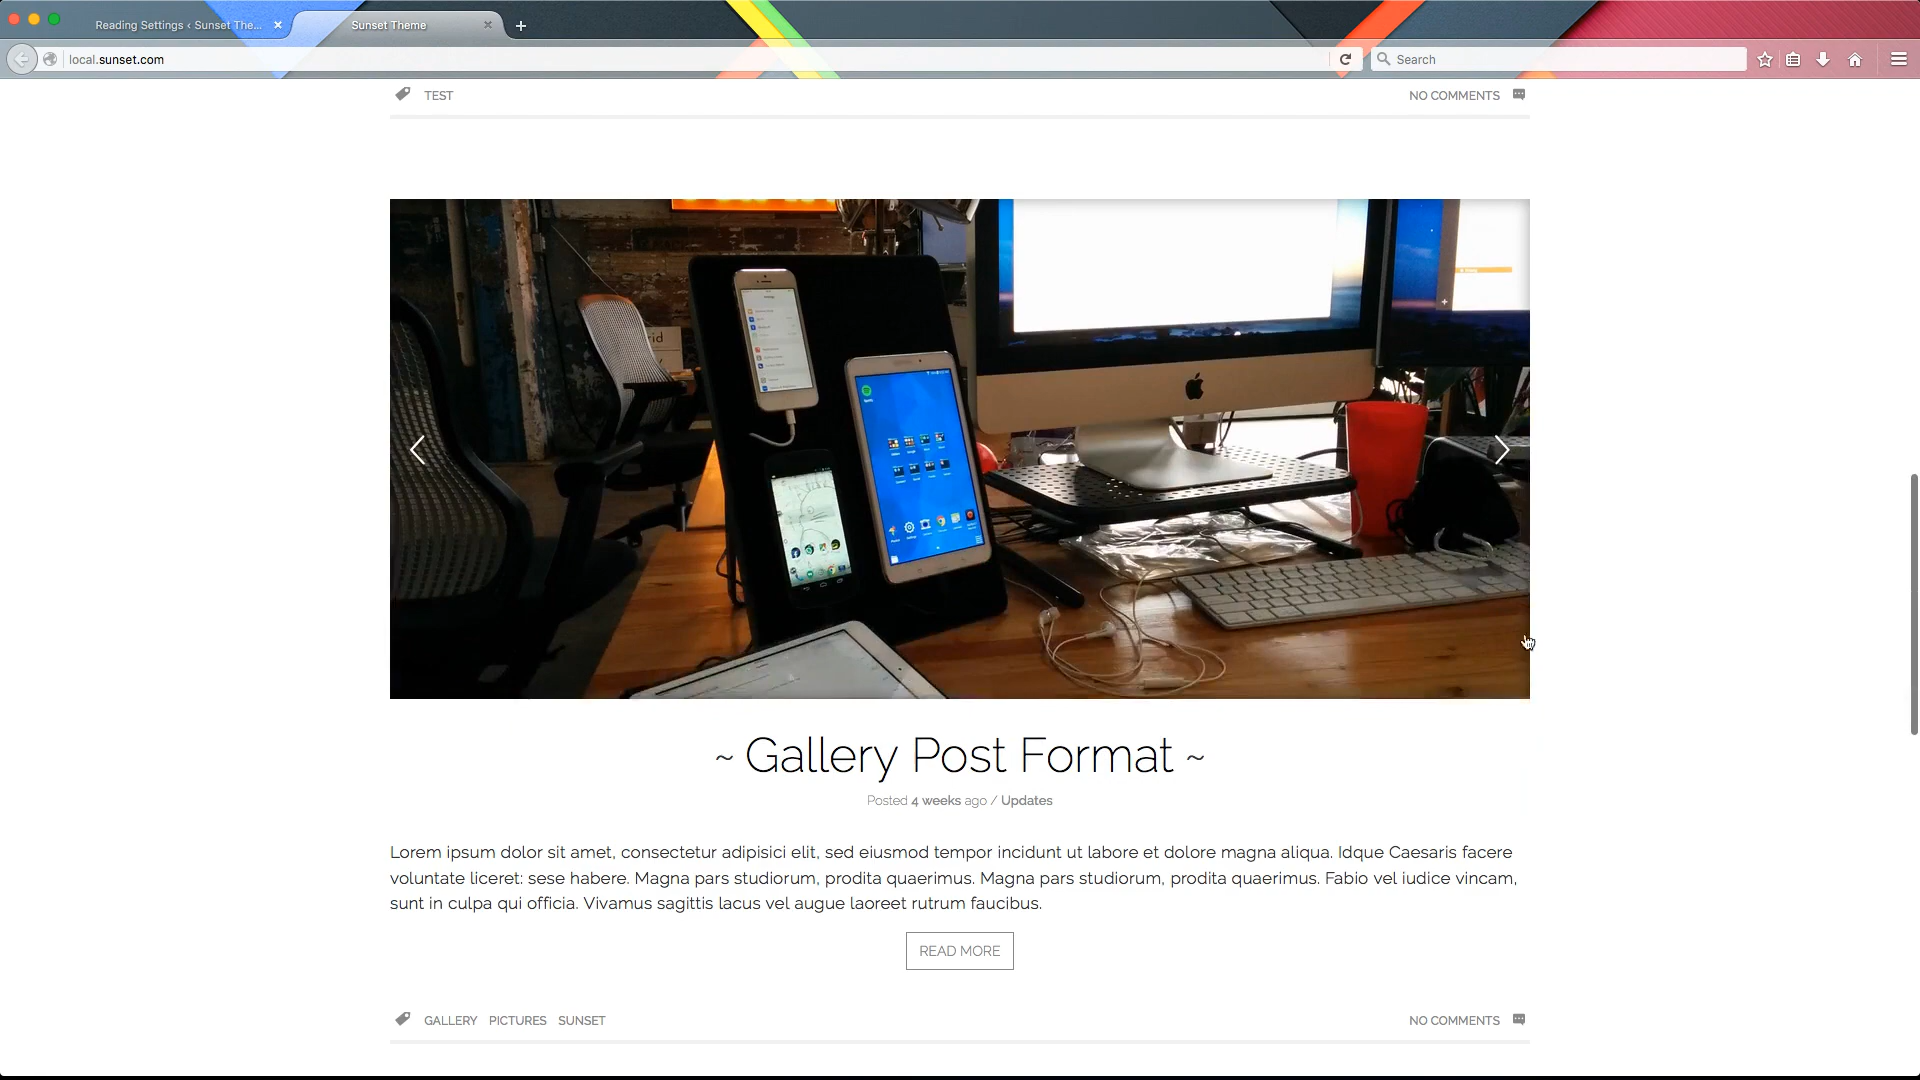 Reading Settings ‹ Sunset The...
Sunset Theme
local.sunset.com
Search
TEST
NO COMMENTS
~ Gallery Post Format ~
Posted 4 weeks ago / Updates
Lorem ipsum dolor sit amet, consectetur adipisici elit, sed eiusmod tempor incidunt ut labore et dolore magna aliqua. Idque Caesaris facere
voluntate liceret: sese habere. Magna pars studiorum, prodita quaerimus. Magna pars studiorum, prodita quaerimus. Fabio vel iudice vincam,
sunt in culpa qui officia. Vivamus sagittis lacus vel augue laoreet rutrum faucibus.
READ MORE
GALLERY PICTURES SUNSET
NO COMMENTS